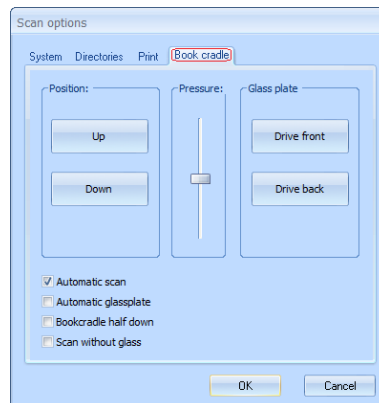 Scan options
System Directories Print Book cradle
Position: Pressure: Glass plate
Up Drive front
Down Drive back
Automatic scan
Automatic glassplate
Bookcradle half down
Scan without glass
OK Cancel